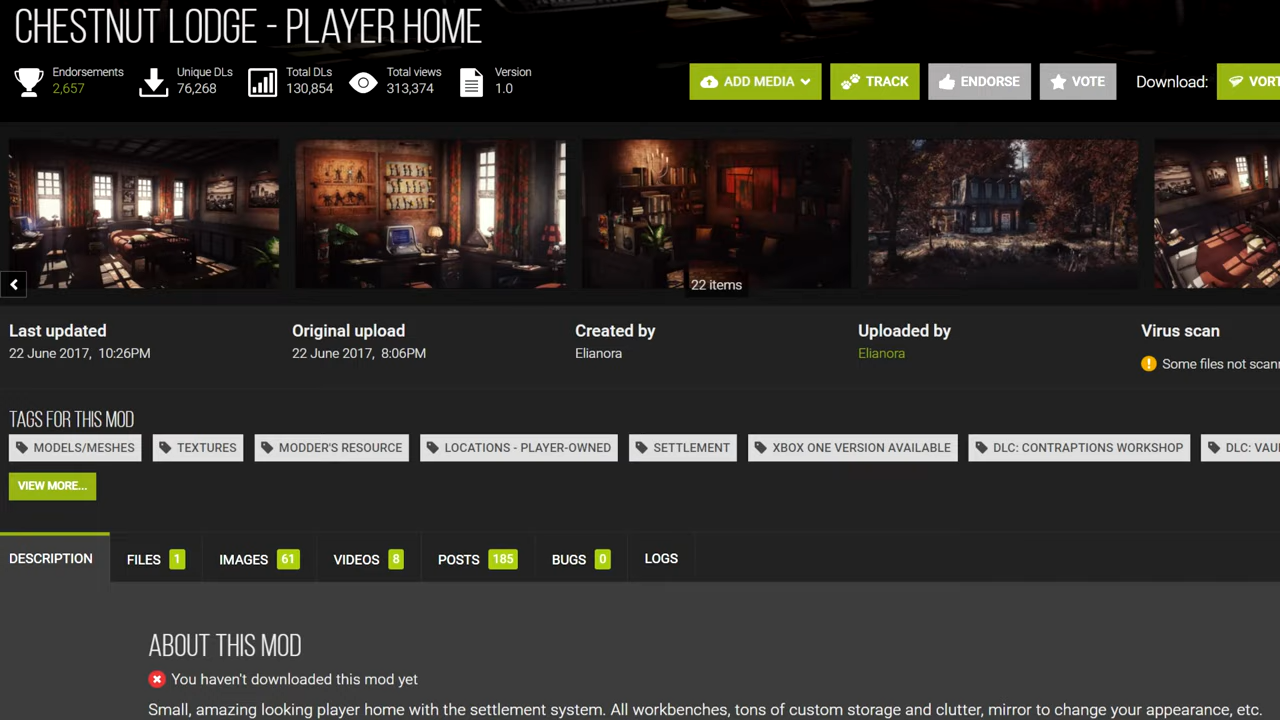 CHESTNUT LODGE - PLAYER HOME
Endorsements
2,657
Unique DLs
76,268
Total DLs
130,854
Total views
313,374
Version
1.0
ADD MEDIA
TRACK
ENDORSE
VOTE
Download:
VORT
22 items
Last updated
22 June 2017, 10:26PM
Original upload
22 June 2017, 8:06PM
Created by
Elianora
Uploaded by
Elianora
Virus scan
Some files not scann
TAGS FOR THIS MOD
MODELS/MESHES
TEXTURES
MODDER'S RESOURCE
LOCATIONS - PLAYER-OWNED
SETTLEMENT
XBOX ONE VERSION AVAILABLE
DLC: CONTRAPTIONS WORKSHOP
DLC: VAU
VIEW MORE...
DESCRIPTION
FILES 1
IMAGES 61
VIDEOS 8
POSTS 185
BUGS 0
LOGS
ABOUT THIS MOD
You haven't downloaded this mod yet
Small, amazing looking player home with the settlement system. All workbenches, tons of custom storage and clutter, mirror to change your appearance, etc.